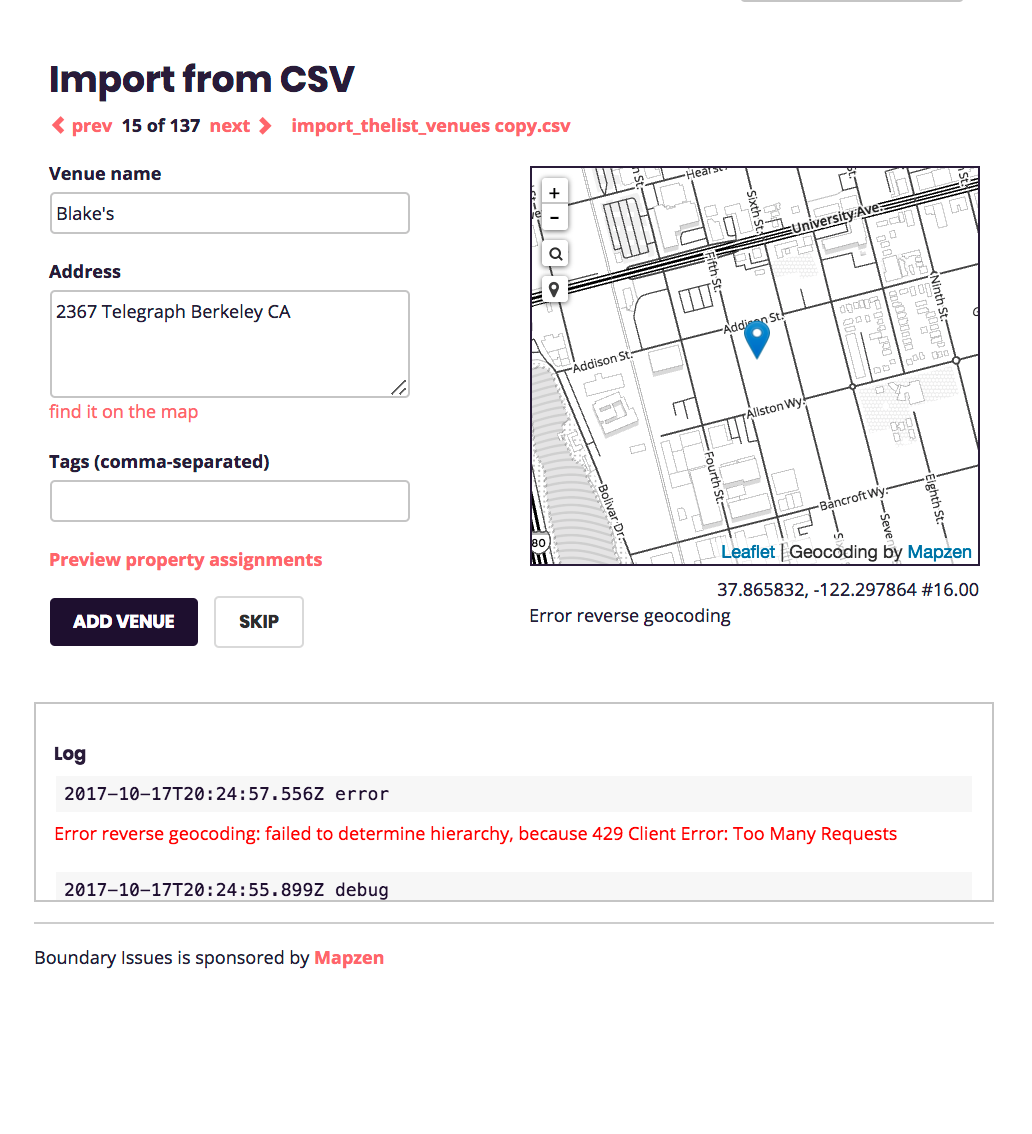 Import from CSV
prev 15 of 137 next import_thelist_venues copy.csv
Venue name
Blake's
Address
2367 Telegraph Berkeley CA
find it on the map
Tags (comma-separated)
Preview property assignments
ADD VENUE SKIP
+
−
Hearst
St.
Sixth St.
St.
St.
University Ave.
Fifth St.
Ninth St.
Addison St.
Addison St.
Allston Wy.
Fourth St.
Bolivar Dr.
Bancroft Wy.
Eighth St.
80
Leaflet | Geocoding by Mapzen
37.865832, -122.297864 #16.00
Error reverse geocoding
Log
2017-10-17T20:24:57.556Z error
Error reverse geocoding: failed to determine hierarchy, because 429 Client Error: Too Many Requests
2017-10-17T20:24:55.899Z debug
Boundary Issues is sponsored by Mapzen